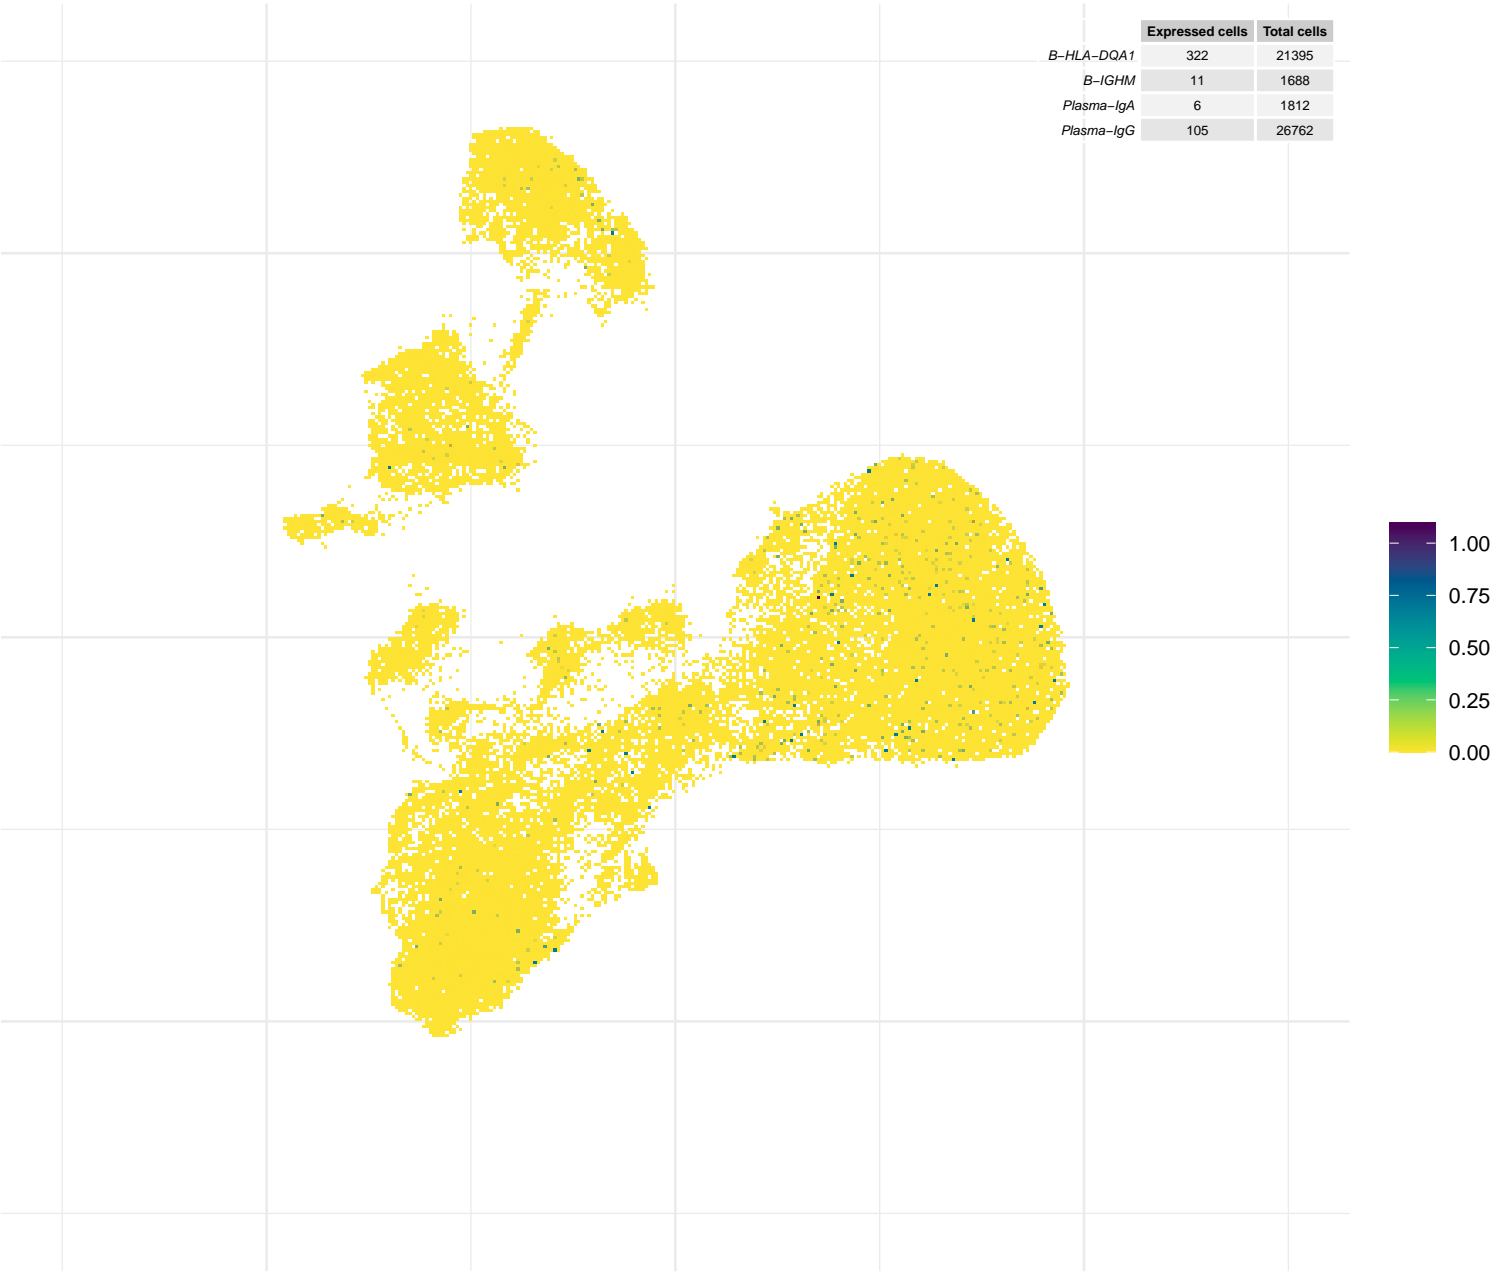 Expressed cells Total cells
B−HLA−DQA1 322 21395
B−IGHM 11 1688
Plasma−IgA 6 1812
Plasma−IgG 105 26762
1.00
0.75
0.50
0.25
0.00